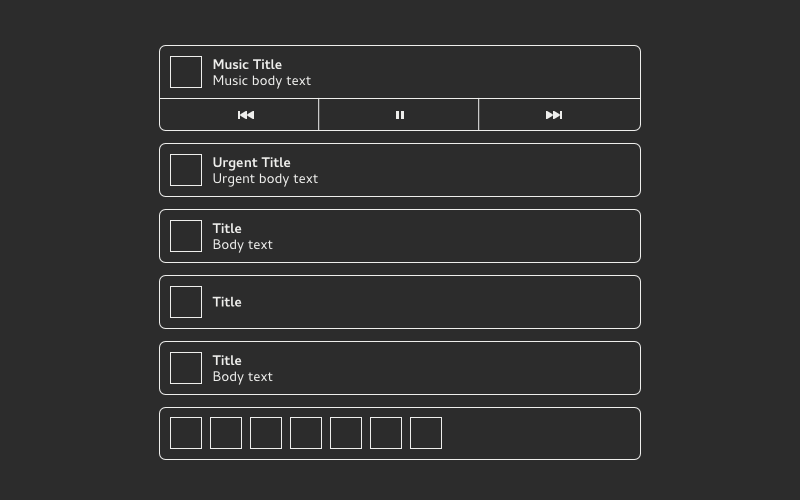 Music Title
Music body text
Urgent Title
Urgent body text
Title
Body text
Title
Title
Body text